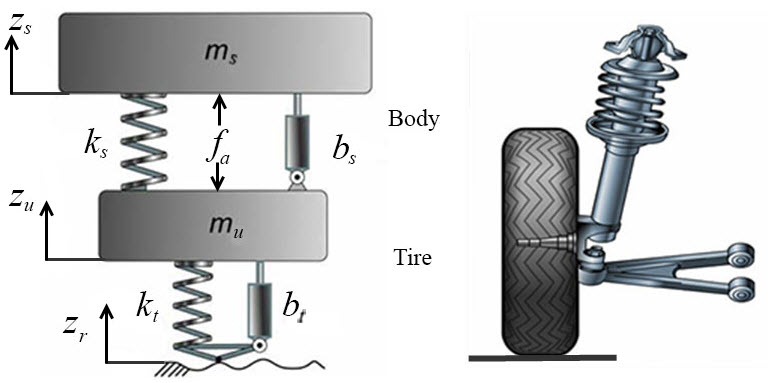 z_s
m_s
k_s
f_a
b_s
Body
z_u
m_u
Tire
k_t
b_t
z_r